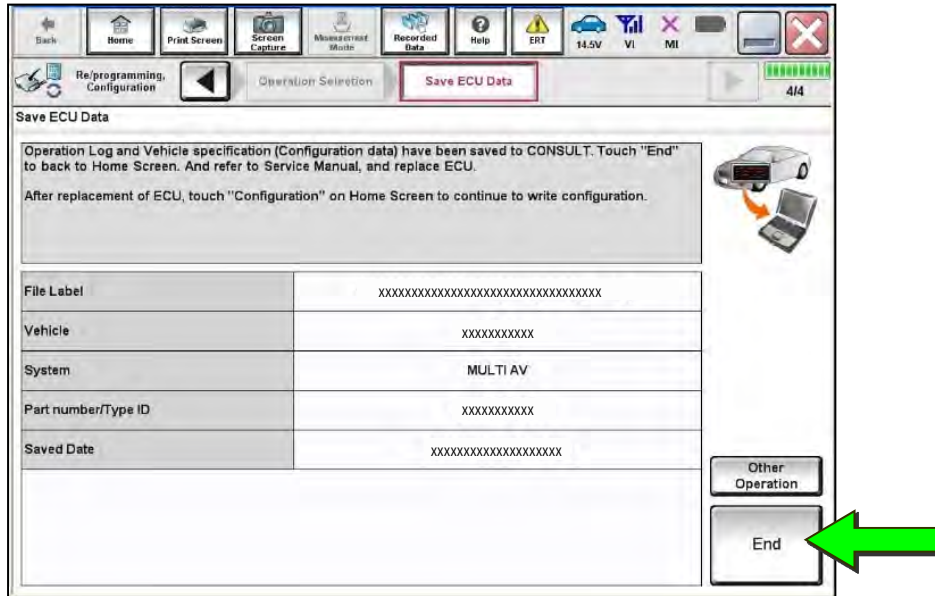 Back
Home
Print Screen
Screen
Capture
Measurement
Mode
Recorded
Data
Help
ERT
14.5V
VI
MI
Re/programming,
Configuration
Operation Selection
Save ECU Data
4/4
Save ECU Data
Operation Log and Vehicle specification (Configuration data) have been saved to CONSULT. Touch "End"
to back to Home Screen. And refer to Service Manual, and replace ECU.
After replacement of ECU, touch "Configuration" on Home Screen to continue to write configuration.
File Label
XXXXXXXXXXXXXXXXXXXXXXXXXXXXXXXXXX
Vehicle
XXXXXXXXXXX
System
MULTI AV
Part number/Type ID
XXXXXXXXXXX
Saved Date
XXXXXXXXXXXXXXXXXXXX
Other
Operation
End